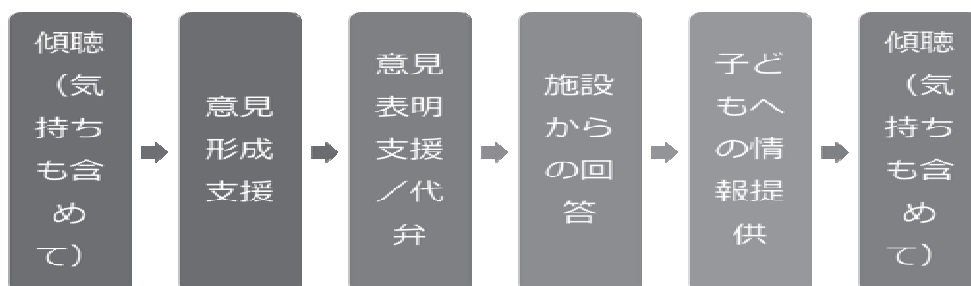 傾聴
（気
持ち
も含
め
て）
意見
形成
支援
意見
表明
支援
／代
弁
施設
から
の回
答
子ど
もへ
の情
報提
供
傾聴
（気
持ち
も含
め
て）